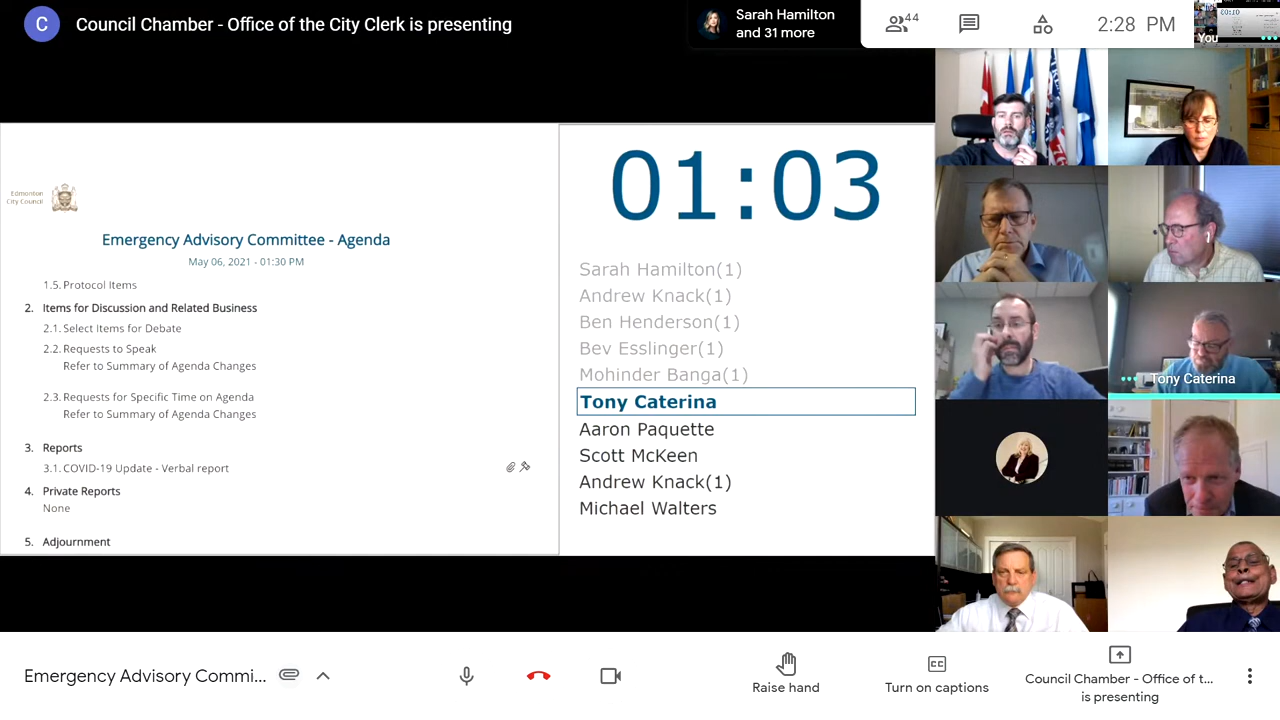 C Council Chamber - Office of the City Clerk is presenting
Sarah Hamilton
and 31 more
44
2:28 PM
You
Edmonton
City Council
Emergency Advisory Committee - Agenda
May 06, 2021 - 01:30 PM
1.5. Protocol Items
2. Items for Discussion and Related Business
2.1. Select Items for Debate
2.2. Requests to Speak
Refer to Summary of Agenda Changes
2.3. Requests for Specific Time on Agenda
Refer to Summary of Agenda Changes
3. Reports
3.1. COVID-19 Update - Verbal report
4. Private Reports
None
5. Adjournment
01:03
Sarah Hamilton(1)
Andrew Knack(1)
Ben Henderson(1)
Bev Esslinger(1)
Mohinder Banga(1)
Tony Caterina
Aaron Paquette
Scott McKeen
Andrew Knack(1)
Michael Walters
Tony Caterina
Emergency Advisory Commi...
Raise hand
CC
Turn on captions
Council Chamber - Office of t...
is presenting